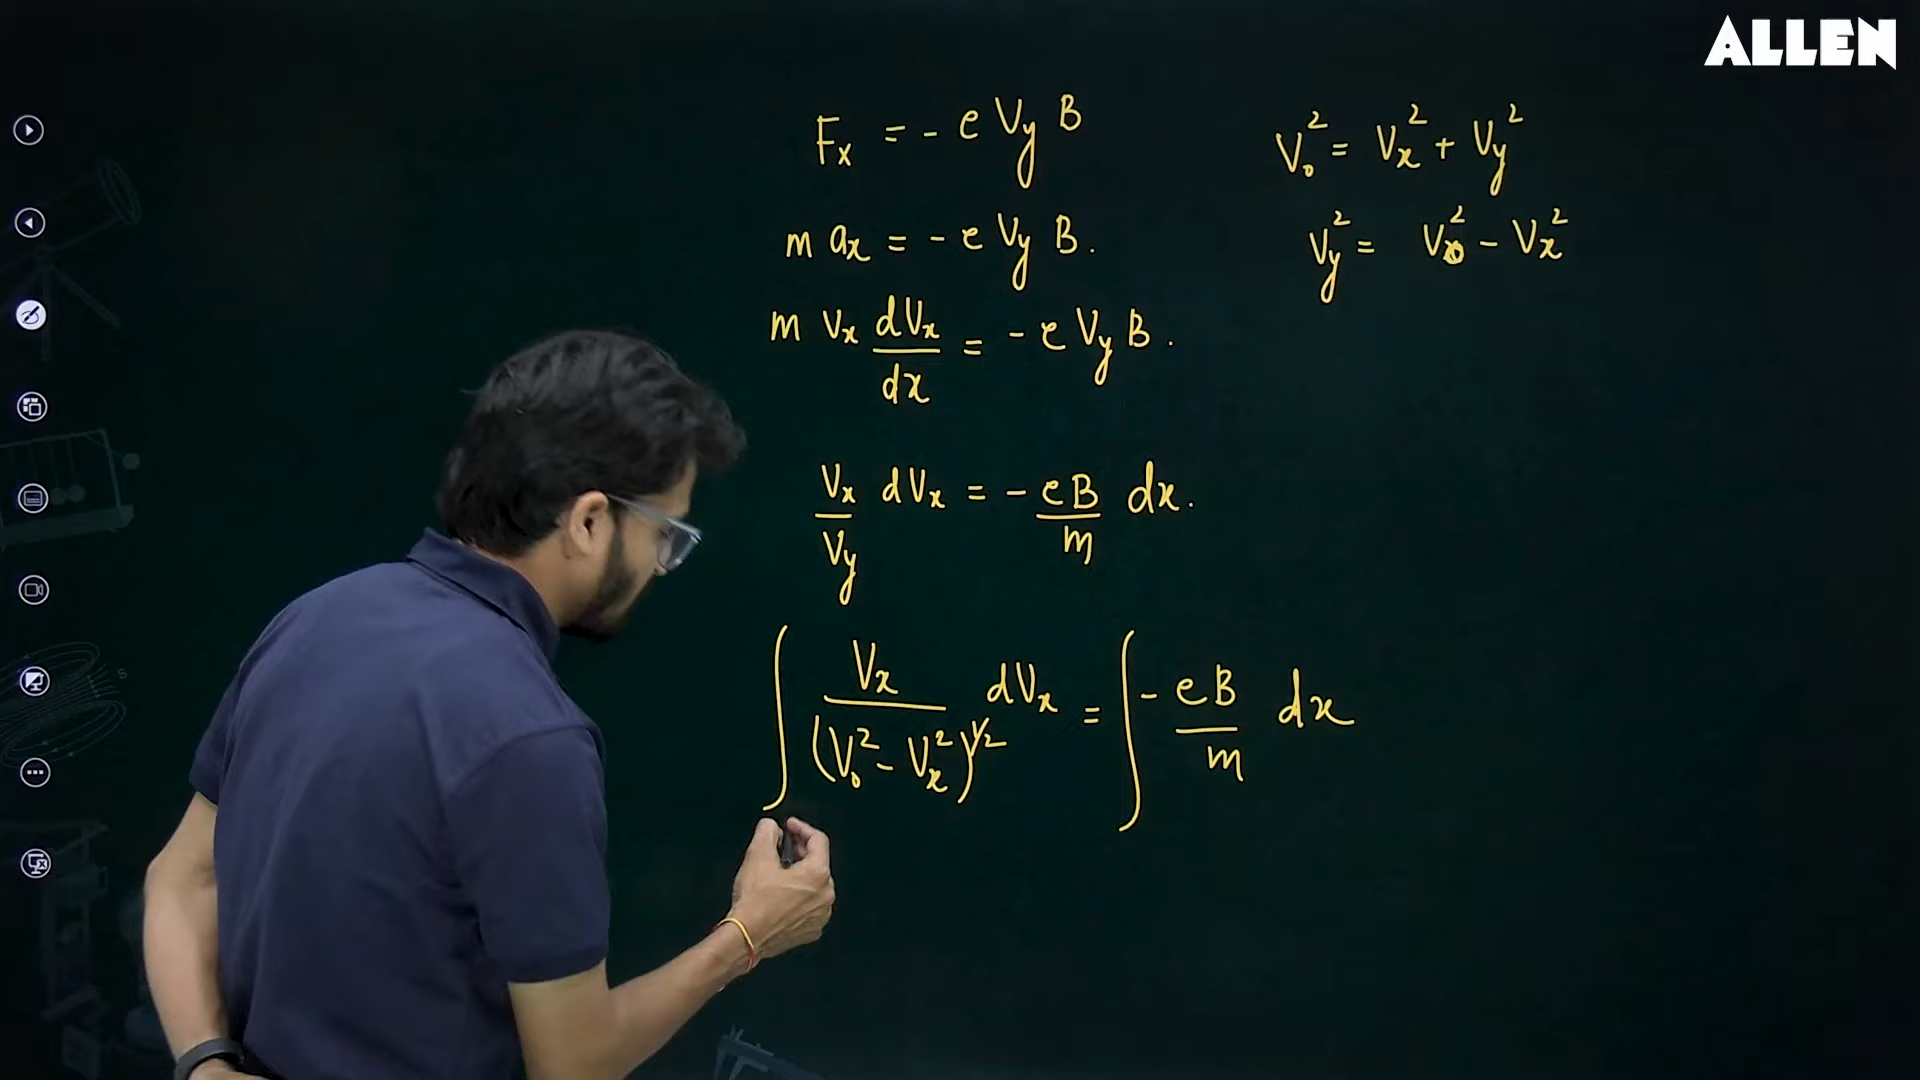 ALLEN
Fx = - e Vy B
m ax = - e Vy B.
m Vx dVx/dx = - e Vy B.
Vx/Vy dVx = - eB/m dx.
∫ Vx/(V₀² - Vx²)^1/2 dVx = ∫ - eB/m dx
V₀² = Vx² + Vy²
Vy² = V₀² - Vx²